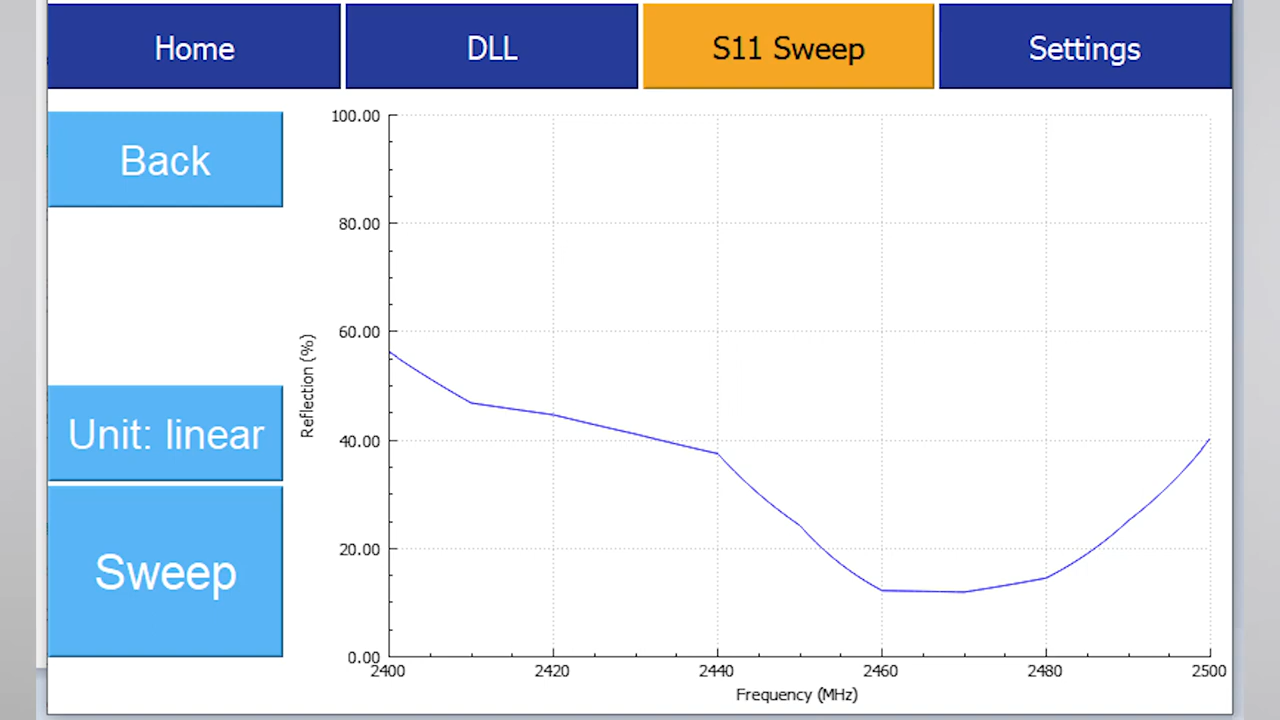 Home
DLL
S11 Sweep
Settings
Back
Unit: linear
Sweep
100.00
80.00
60.00
40.00
20.00
0.00
Reflection (%)
2400
2420
2440
2460
2480
2500
Frequency (MHz)